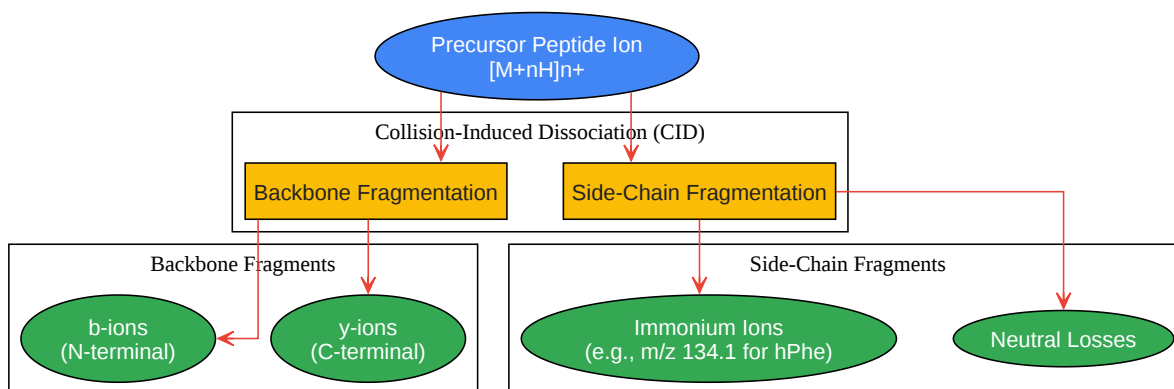 Precursor Peptide Ion
[M+nH]n+
Collision-Induced Dissociation (CID)
Backbone Fragmentation
Side-Chain Fragmentation
Backbone Fragments
Side-Chain Fragments
b-ions
(N-terminal)
y-ions
(C-terminal)
Immonium Ions
(e.g., m/z 134.1 for hPhe)
Neutral Losses